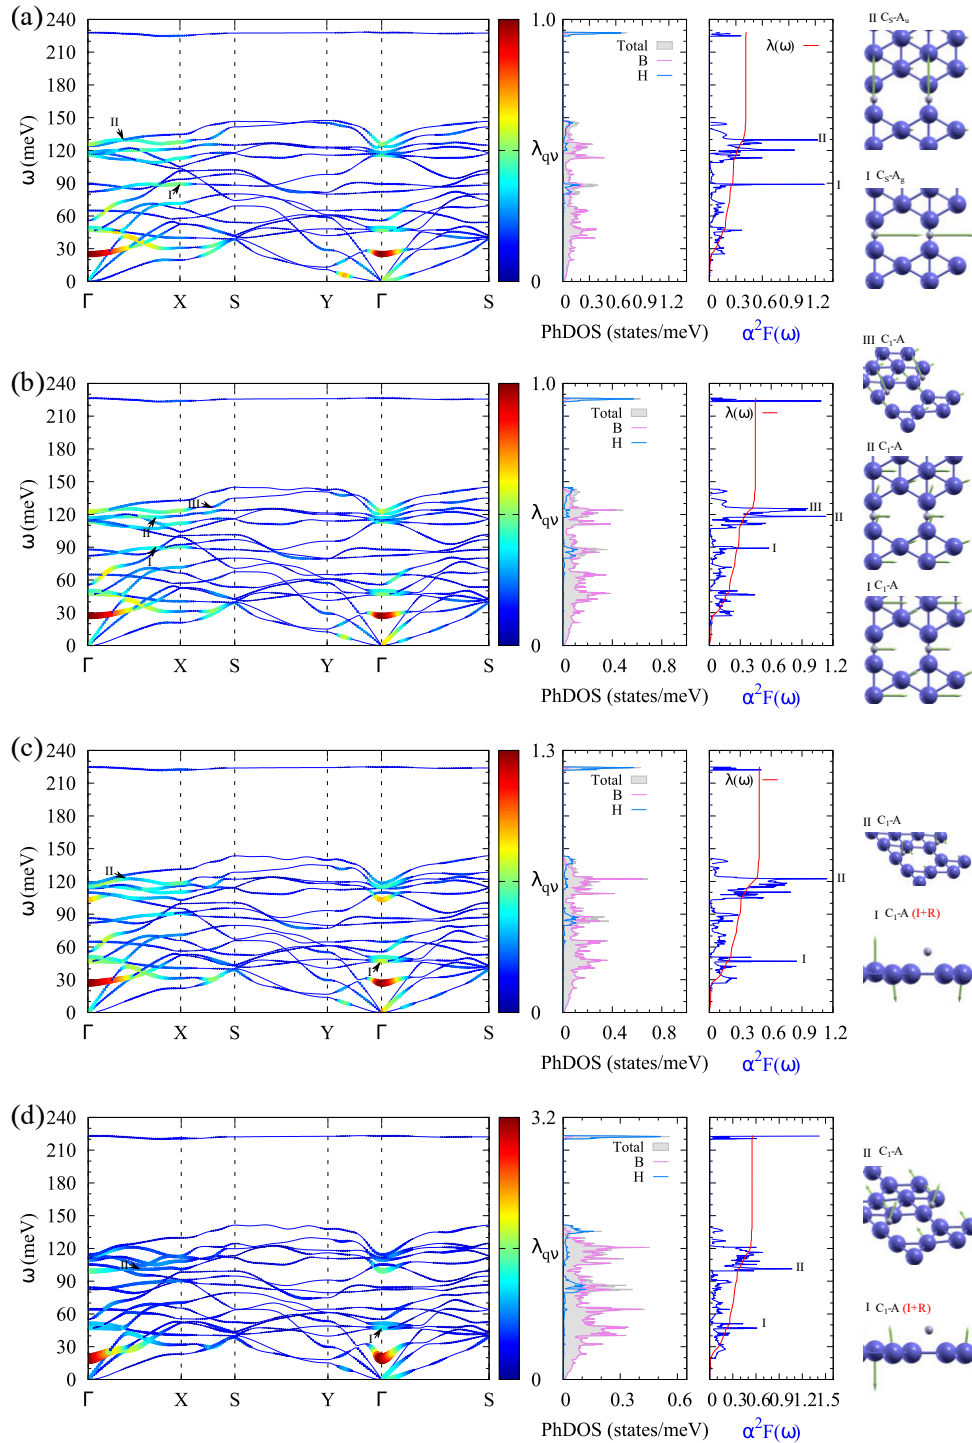 (a)
240
210
180
150
120
90
60
30
0
ω(meV)
II
I
Γ X S Y Γ S
1.0
λqν
0
Total
B
H
0 0.3 0.6 0.9 1.2
PhDOS (states/meV)
λ(ω)
II
I
0 0.3 0.6 0.9 1.2
α²F(ω)
II CS-Au
I CS-Ag
(b)
240
210
180
150
120
90
60
30
0
ω(meV)
III
II
I
Γ X S Y Γ S
1.0
λqν
0
Total
B
H
0 0.4 0.8
PhDOS (states/meV)
λ(ω)
III
II
I
0 0.3 0.6 0.9 1.2
α²F(ω)
III C1-A
II C1-A
I C1-A
(c)
240
210
180
150
120
90
60
30
0
ω(meV)
II
I
Γ X S Y Γ S
1.3
λqν
0
Total
B
H
0 0.4 0.8
PhDOS (states/meV)
λ(ω)
II
I
0 0.3 0.6 0.9 1.2
α²F(ω)
II C1-A
I C1-A (I+R)
(d)
240
210
180
150
120
90
60
30
0
ω(meV)
II
I
Γ X S Y Γ S
3.2
λqν
0
Total
B
H
0 0.2 0.4 0.6
PhDOS (states/meV)
II
I
0 0.3 0.6 0.9 1.2 1.5
α²F(ω)
II C1-A
I C1-A (I+R)